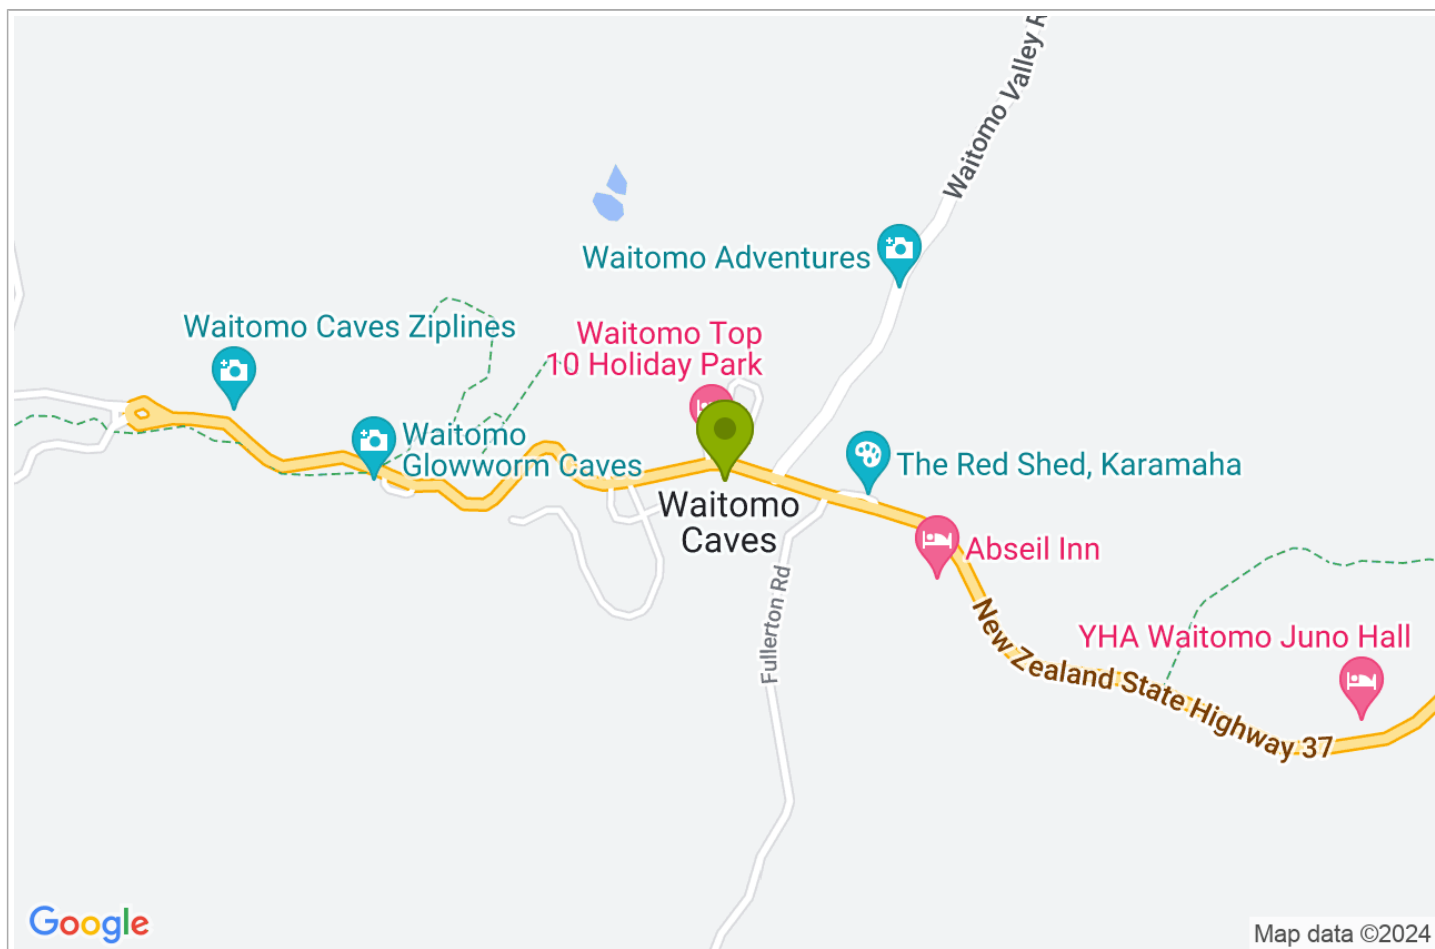 Waitomo Valley R
Waitomo Adventures
Waitomo Caves Ziplines
Waitomo Top
10 Holiday Park
Waitomo
Glowworm Caves
The Red Shed, Karamaha
Waitomo
Caves
Abseil Inn
Fullerton Rd
New Zealand State Highway 37
YHA Waitomo Juno Hall
Google
Map data ©2024